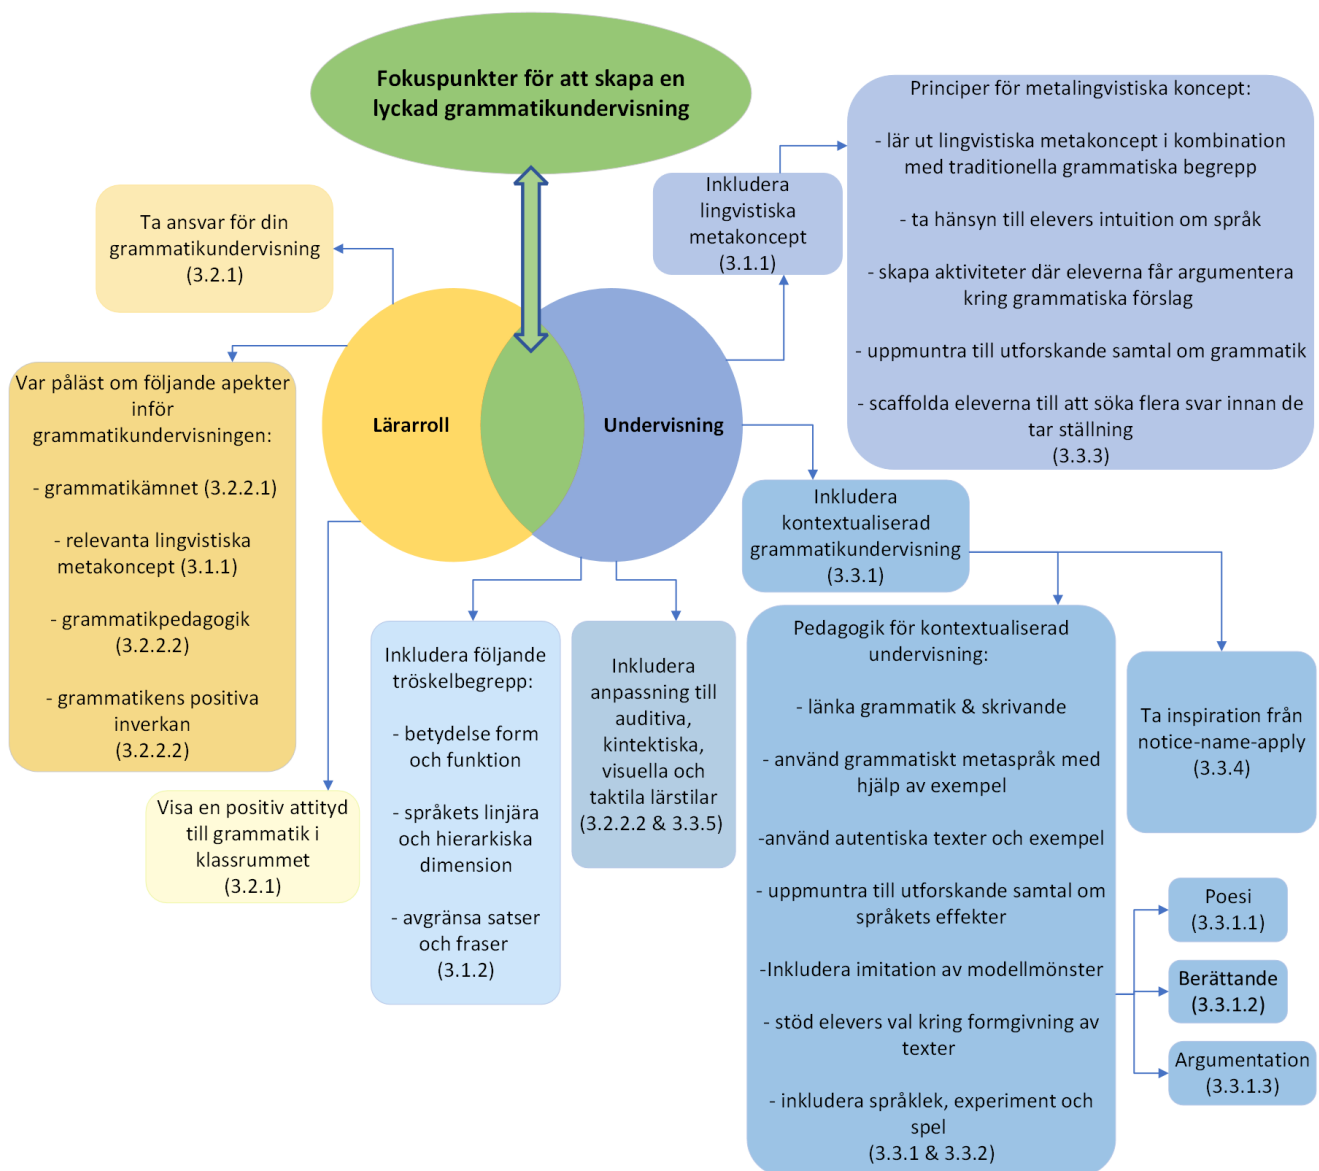 Fokuspunkter för att skapa en
lyckad grammatikundervisning
Ta ansvar för din
grammatikundervisning
(3.2.1)
Inkludera
lingvistiska
metakoncept
(3.1.1)
Principer för metalingvistiska koncept:
- lär ut lingvistiska metakoncept i kombination
med traditionella grammatiska begrepp
- ta hänsyn till elevers intuition om språk
- skapa aktiviteter där eleverna får argumentera
kring grammatiska förslag
- uppmuntra till utforskande samtal om grammatik
- scaffolda eleverna till att söka flera svar innan de
tar ställning
(3.3.3)
Lärarroll
Undervisning
Var påläst om följande apekter
inför
grammatikundervisningen:
- grammatikämnet (3.2.2.1)
- relevanta lingvistiska
metakoncept (3.1.1)
- grammatikpedagogik
(3.2.2.2)
- grammatikens positiva
inverkan
(3.2.2.2)
Visa en positiv attityd
till grammatik i
klassrummet
(3.2.1)
Inkludera följande
tröskelbegrepp:
- betydelse form
och funktion
- språkets linjära
och hierarkiska
dimension
- avgränsa satser
och fraser
(3.1.2)
Inkludera
anpassning till
auditiva,
kintektiska,
visuella och
taktila lärstilar
(3.2.2.2 & 3.3.5)
Inkludera
kontextualiserad
grammatikundervisning
(3.3.1)
Pedagogik för kontextualiserad
undervisning:
- länka grammatik & skrivande
- använd grammatiskt metaspråk med
hjälp av exempel
-använd autentiska texter och exempel
- uppmuntra till utforskande samtal om
språkets effekter
-Inkludera imitation av modellmönster
- stöd elevers val kring formgivning av
texter
- inkludera språklek, experiment och
spel
(3.3.1 & 3.3.2)
Ta inspiration från
notice-name-apply
(3.3.4)
Poesi
(3.3.1.1)
Berättande
(3.3.1.2)
Argumentation
(3.3.1.3)